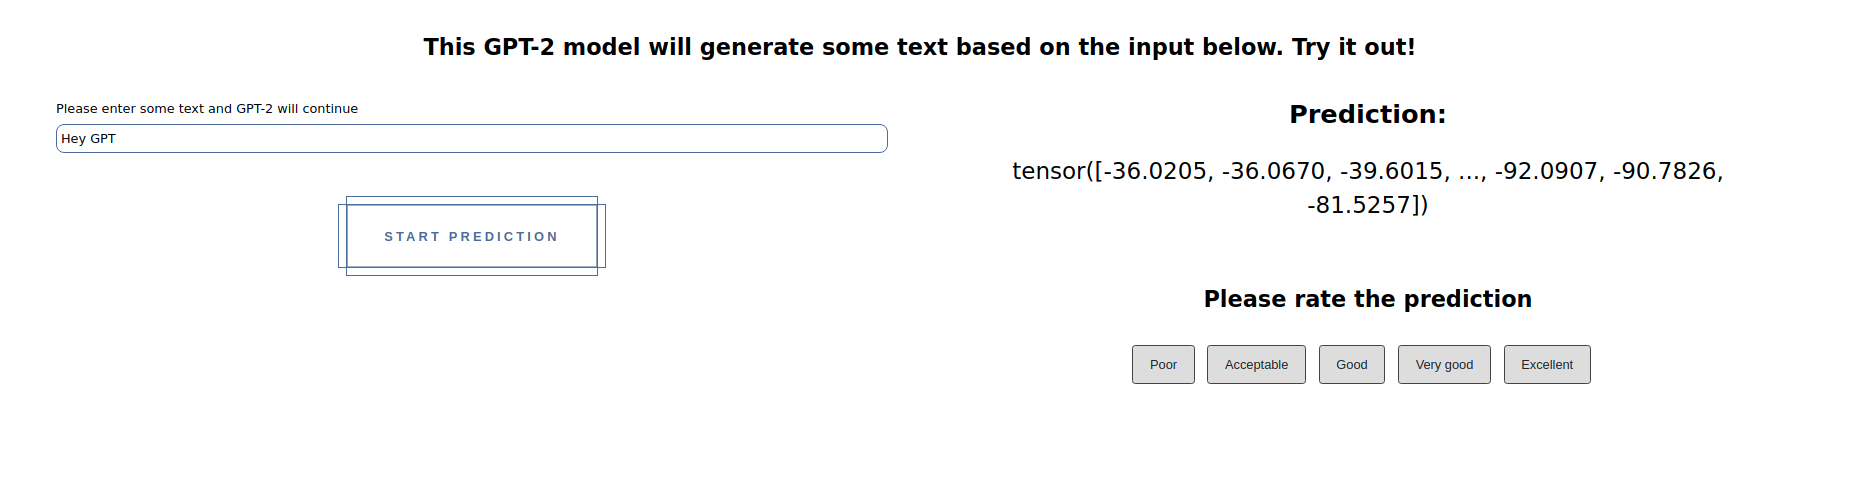 This GPT-2 model will generate some text based on the input below. Try it out!
Please enter some text and GPT-2 will continue
Hey GPT
START PREDICTION
Prediction:
tensor([-36.0205, -36.0670, -39.6015, ..., -92.0907, -90.7826,
-81.5257])
Please rate the prediction
Poor Acceptable Good Very good Excellent